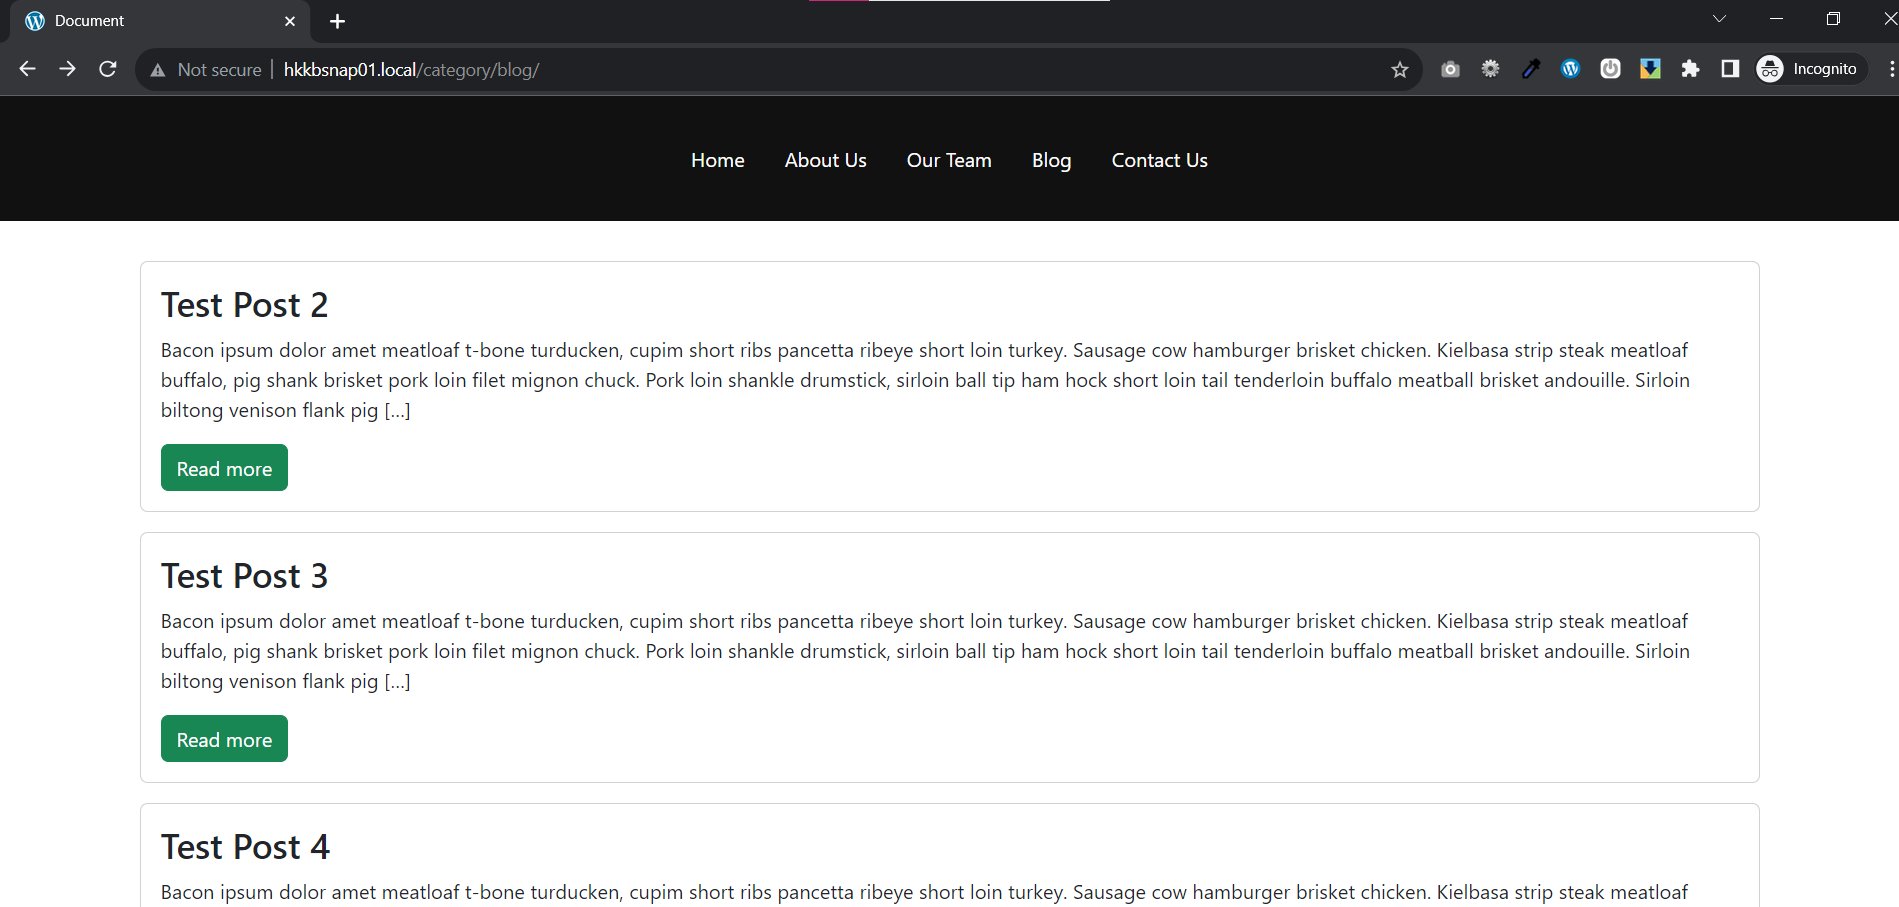 Document
Not secure hkkbsnap01.local/category/blog/
Incognito
Home About Us Our Team Blog Contact Us
Test Post 2
Bacon ipsum dolor amet meatloaf t-bone turducken, cupim short ribs pancetta ribeye short loin turkey. Sausage cow hamburger brisket chicken. Kielbasa strip steak meatloaf
buffalo, pig shank brisket pork loin filet mignon chuck. Pork loin shankle drumstick, sirloin ball tip ham hock short loin tail tenderloin buffalo meatball brisket andouille. Sirloin
biltong venison flank pig […]
Read more
Test Post 3
Bacon ipsum dolor amet meatloaf t-bone turducken, cupim short ribs pancetta ribeye short loin turkey. Sausage cow hamburger brisket chicken. Kielbasa strip steak meatloaf
buffalo, pig shank brisket pork loin filet mignon chuck. Pork loin shankle drumstick, sirloin ball tip ham hock short loin tail tenderloin buffalo meatball brisket andouille. Sirloin
biltong venison flank pig […]
Read more
Test Post 4
Bacon ipsum dolor amet meatloaf t-bone turducken, cupim short ribs pancetta ribeye short loin turkey. Sausage cow hamburger brisket chicken. Kielbasa strip steak meatloaf